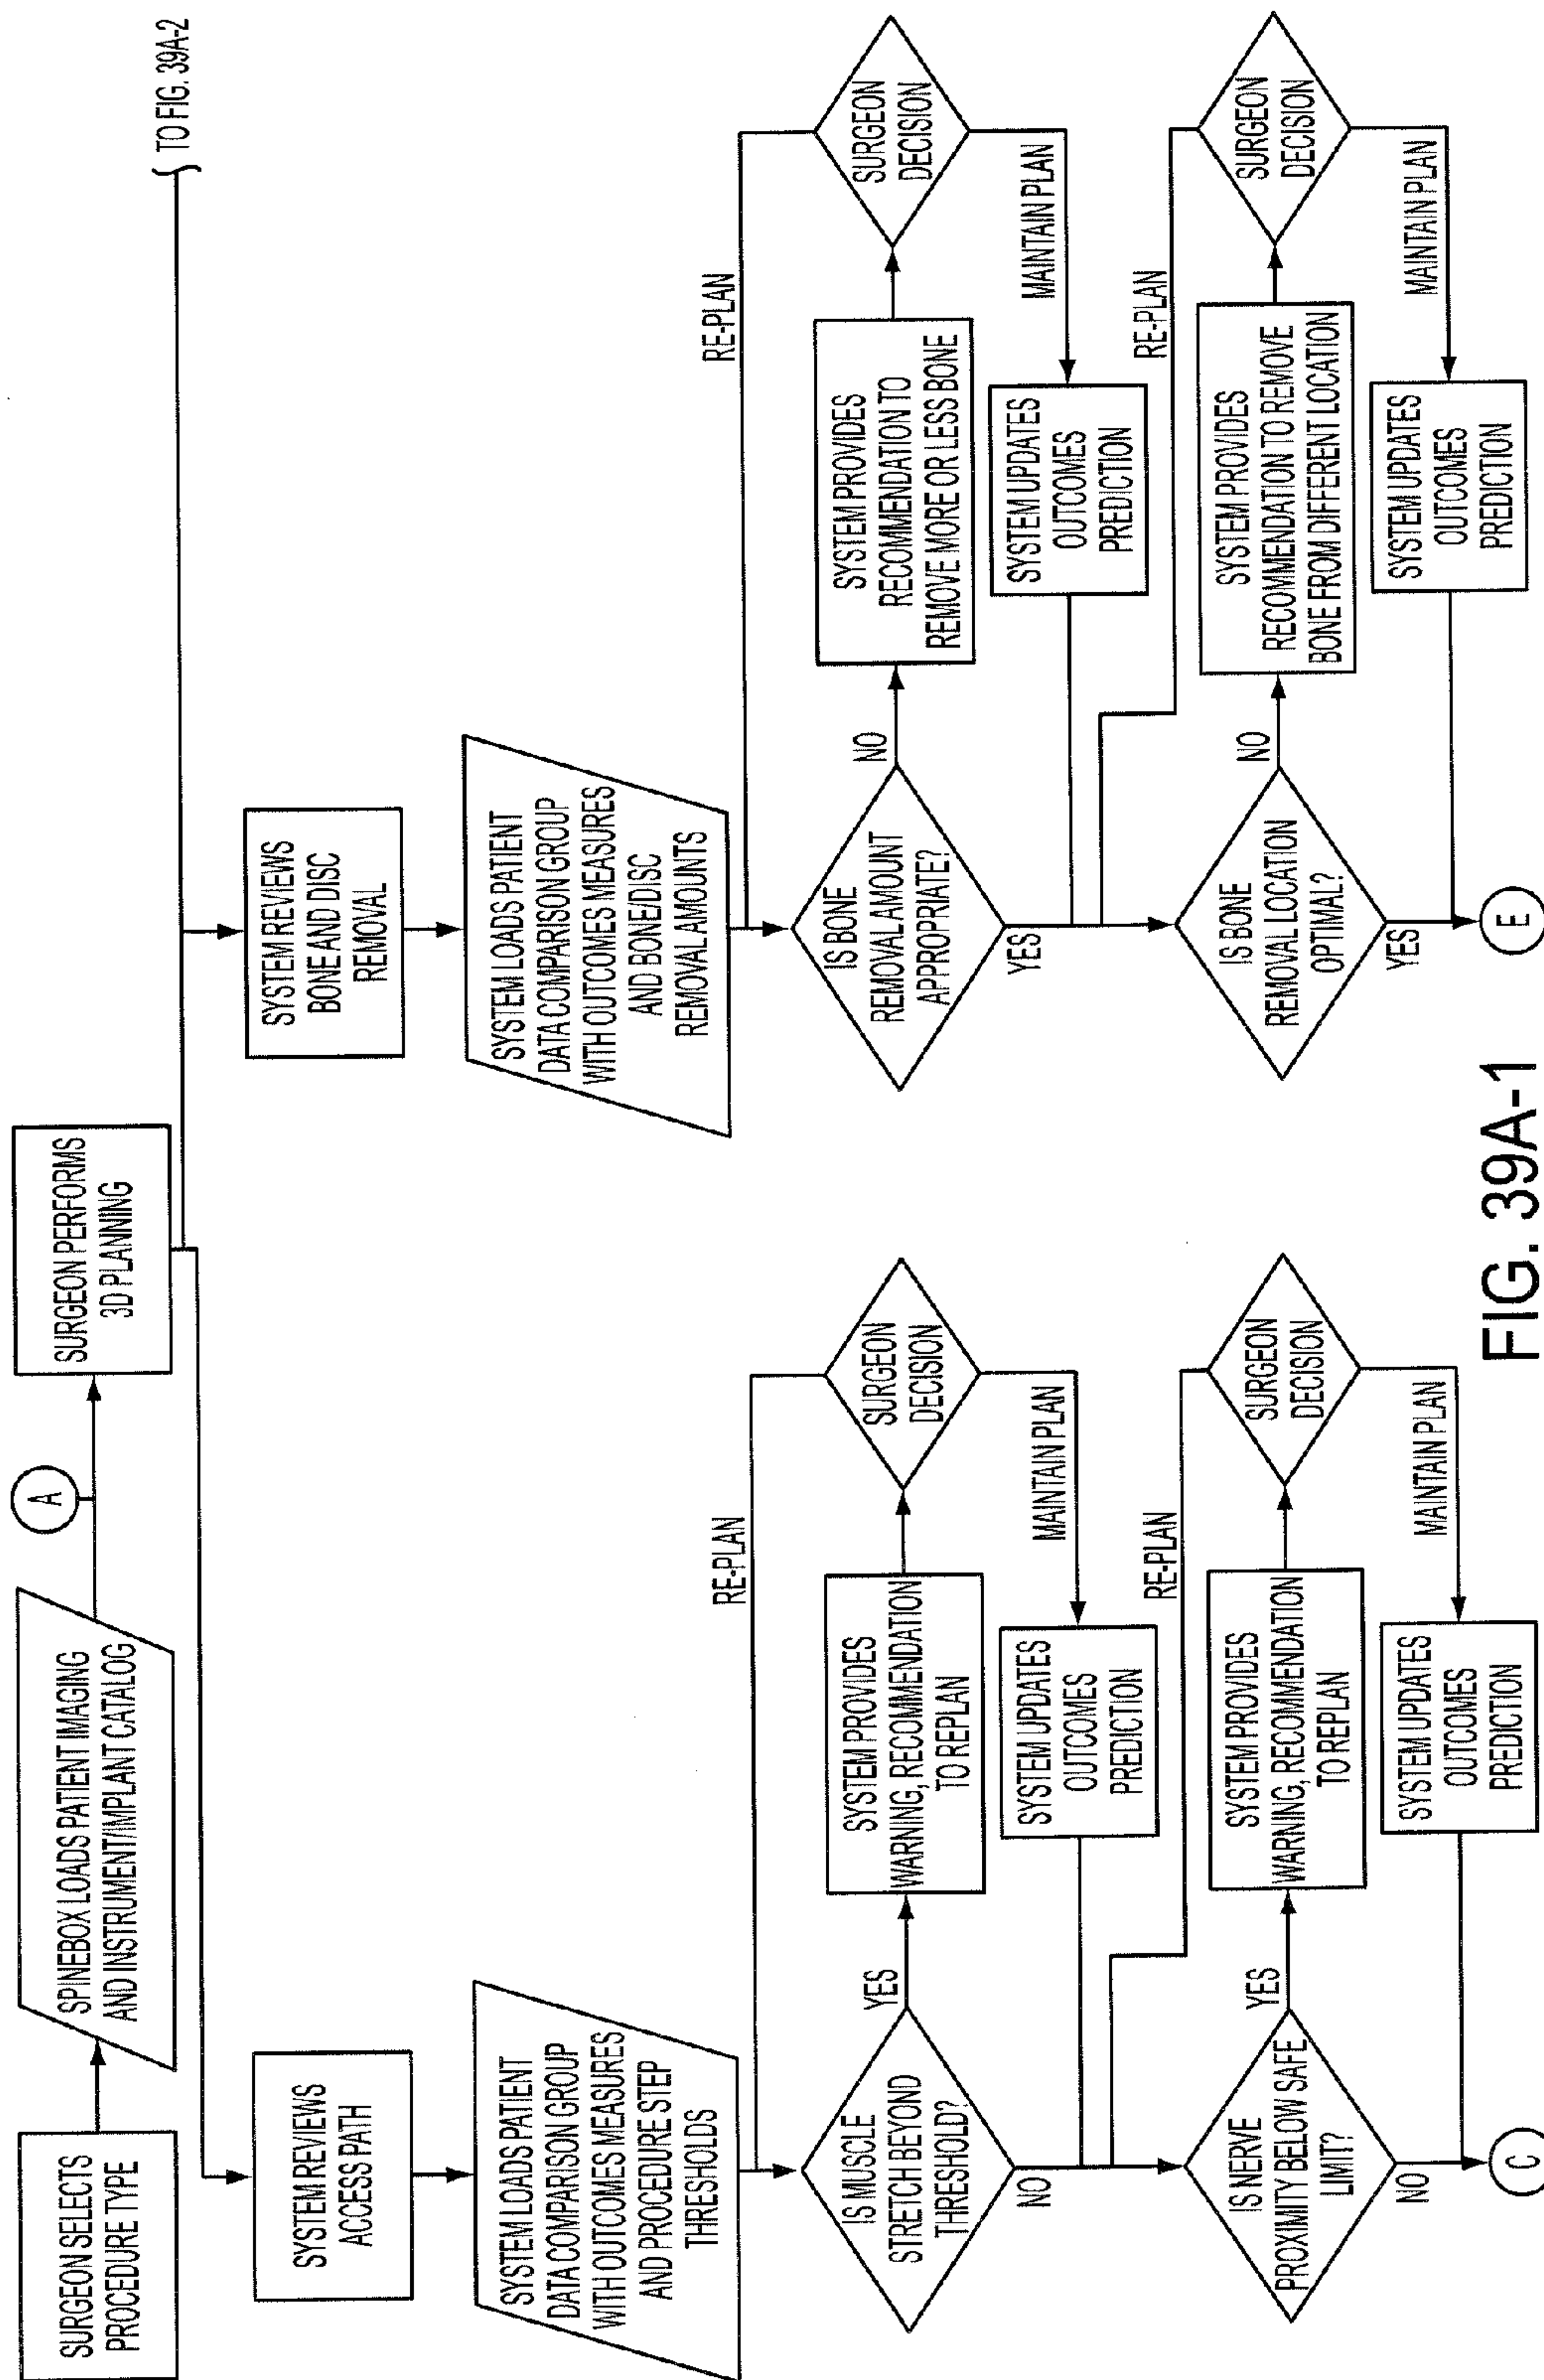 SURGEON SELECTS
PROCEDURE TYPE
SPINEBOX LOADS PATIENT IMAGING
AND INSTRUMENT/IMPLANT CATALOG
A
SURGEON PERFORMS
3D PLANNING
TO FIG. 39A-2
SYSTEM REVIEWS
ACCESS PATH
SYSTEM LOADS PATIENT
DATA COMPARISON GROUP
WITH OUTCOMES MEASURES
AND PROCEDURE STEP
THRESHOLDS
RE-PLAN
IS MUSCLE
STRETCH BEYOND
THRESHOLD?
YES
NO
SYSTEM PROVIDES
WARNING, RECOMMENDATION
TO REPLAN
SURGEON
DECISION
MAINTAIN PLAN
SYSTEM UPDATES
OUTCOMES
PREDICTION
RE-PLAN
IS NERVE
PROXIMITY BELOW SAFE
LIMIT?
YES
NO
SYSTEM PROVIDES
WARNING, RECOMMENDATION
TO REPLAN
SURGEON
DECISION
MAINTAIN PLAN
SYSTEM UPDATES
OUTCOMES
PREDICTION
C
SYSTEM REVIEWS
BONE AND DISC
REMOVAL
SYSTEM LOADS PATIENT
DATA COMPARISON GROUP
WITH OUTCOMES MEASURES
AND BONE/DISC
REMOVAL AMOUNTS
RE-PLAN
IS BONE
REMOVAL AMOUNT
APPROPRIATE?
NO
YES
SYSTEM PROVIDES
RECOMMENDATION TO
REMOVE MORE OR LESS BONE
SURGEON
DECISION
MAINTAIN PLAN
SYSTEM UPDATES
OUTCOMES
PREDICTION
RE-PLAN
IS BONE
REMOVAL LOCATION
OPTIMAL?
NO
YES
SYSTEM PROVIDES
RECOMMENDATION TO REMOVE
BONE FROM DIFFERENT LOCATION
SURGEON
DECISION
MAINTAIN PLAN
SYSTEM UPDATES
OUTCOMES
PREDICTION
E
FIG. 39A-1